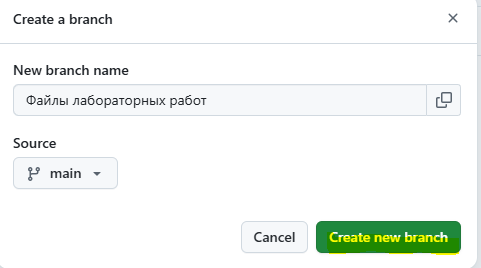 Create a branch
New branch name
Файлы лабораторных работ
Source
main
Cancel
Create new branch